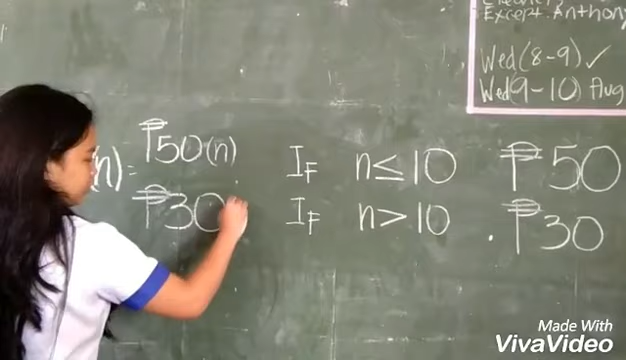 Except. Anthony
Wed(8-9) ✓
Wed(9-10) Aug
(n) = ₱50(n) IF n ≤ 10 ₱50
₱30 IF n > 10 . ₱30
Made With
VivaVideo